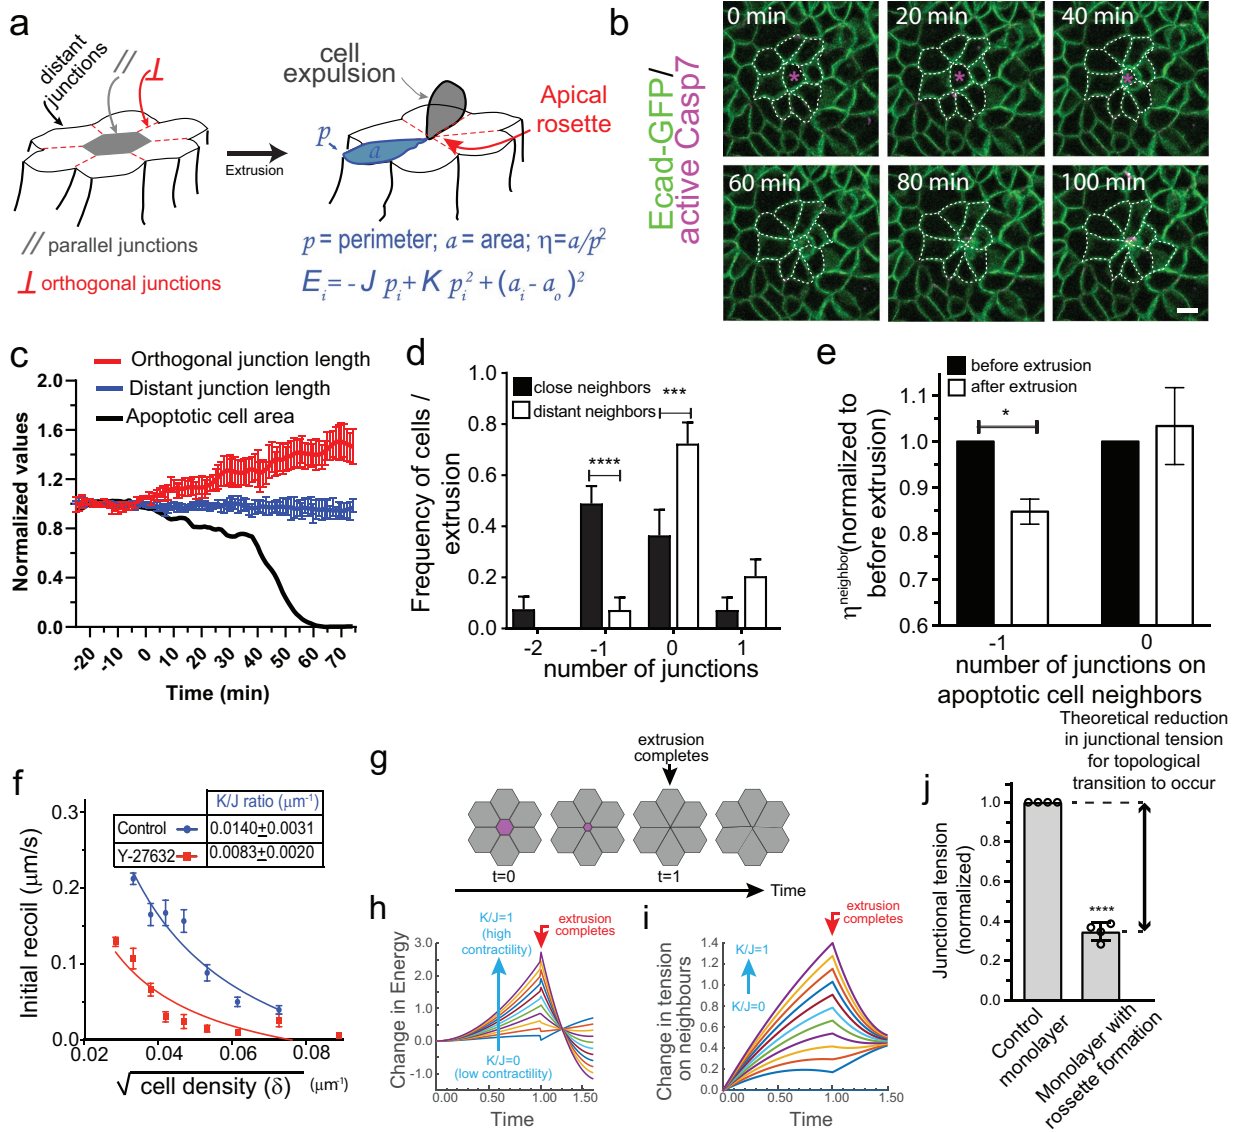 a
distant
junctions
//
⊥
cell
expulsion
Apical
rosette
p
a
Extrusion
// parallel junctions
⊥ orthogonal junctions
p = perimeter; a = area; η=a/p²
E_i = - J p_i + K p_i² + (a_i - a_o)²
b
Ecad-GFP/
active Casp7
0 min
20 min
40 min
60 min
80 min
100 min
*
*
*
c
Orthogonal junction length
Distant junction length
Apoptotic cell area
Normalized values
2.0
1.6
1.2
0.8
0.4
0.0
-20 -10 0 10 20 30 40 50 60 70
Time (min)
d
close neighbors
distant neighbors
***
****
Frequency of cells /
extrusion
1.0
0.8
0.6
0.4
0.2
0.0
-2 -1 0 1
number of junctions
e
before extrusion
after extrusion
*
η^neighbor (normalized to
before extrusion)
1.0
0.9
0.8
0.7
0.6
-1 0
number of junctions on
apoptotic cell neighbors
f
K/J ratio (μm⁻¹)
Control 0.0140±0.0031
Y-27632 0.0083±0.0020
Initial recoil (μm/s)
0.3
0.2
0.1
0.0
0.02 0.04 0.06 0.08
√cell density (δ) (μm⁻¹)
g
extrusion
completes
t=0 t=1
Time
h
K/J=1
(high
contractility)
extrusion
completes
K/J=0
(low contractility)
Change in Energy
3.0
2.0
1.0
0.0
-1.0
0.00 0.50 1.00 1.50
Time
i
extrusion
completes
K/J=1
K/J=0
Change in tension
on neighbours
1.4
1.2
1.0
0.8
0.6
0.4
0.2
0.0
0.00 0.50 1.00 1.50
Time
j
Theoretical reduction
in junctional tension
for topological
transition to occur
****
Junctional tension
(normalized)
1.0
0.8
0.6
0.4
0.2
0.0
Control
monolayer
Monolayer with
rossette formation